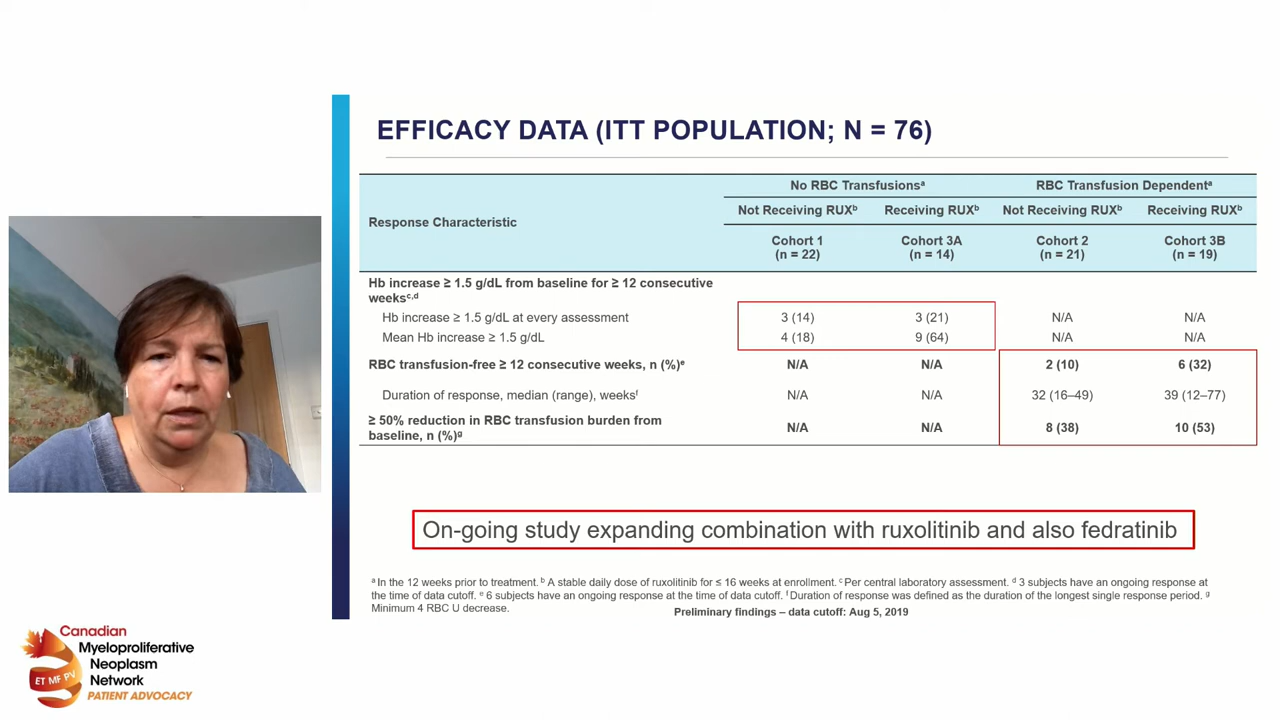 EFFICACY DATA (ITT POPULATION; N = 76)
Response Characteristic
No RBC Transfusionsᵃ
RBC Transfusion Dependentᵃ
Not Receiving RUXᵇ
Receiving RUXᵇ
Not Receiving RUXᵇ
Receiving RUXᵇ
Cohort 1
(n = 22)
Cohort 3A
(n = 14)
Cohort 2
(n = 21)
Cohort 3B
(n = 19)
Hb increase ≥ 1.5 g/dL from baseline for ≥ 12 consecutive
weeksᶜ,ᵈ
Hb increase ≥ 1.5 g/dL at every assessment 3 (14) 3 (21) N/A N/A
Mean Hb increase ≥ 1.5 g/dL 4 (18) 9 (64) N/A N/A
RBC transfusion-free ≥ 12 consecutive weeks, n (%)ᵉ N/A N/A 2 (10) 6 (32)
Duration of response, median (range), weeksᶠ N/A N/A 32 (16–49) 39 (12–77)
≥ 50% reduction in RBC transfusion burden from
baseline, n (%)ᵍ N/A N/A 8 (38) 10 (53)
On-going study expanding combination with ruxolitinib and also fedratinib
ᵃ In the 12 weeks prior to treatment. ᵇ A stable daily dose of ruxolitinib for ≤ 16 weeks at enrollment. ᶜ Per central laboratory assessment. ᵈ 3 subjects have an ongoing response at
the time of data cutoff. ᵉ 6 subjects have an ongoing response at the time of data cutoff. ᶠ Duration of response was defined as the duration of the longest single response period. ᵍ
Minimum 4 RBC U decrease.
Preliminary findings – data cutoff: Aug 5, 2019
Canadian
Myeloproliferative
Neoplasm
Network
PATIENT ADVOCACY
ET MF PV